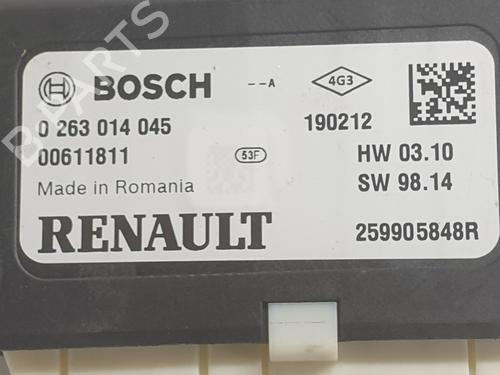 BOSCH --A 4G3
0 263 014 045 190212
00611811 53F HW 03.10
Made in Romania SW 98.14
RENAULT 259905848R
B-PARTS